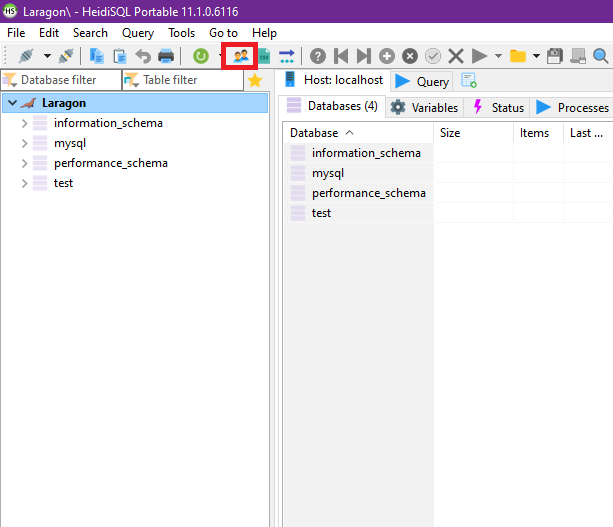 HS Laragon\ - HeidiSQL Portable 11.1.0.6116
File Edit Search Query Tools Go to Help
Database filter Table filter Host: localhost Query
Databases (4) Variables Status Processes
Laragon
information_schema
mysql
performance_schema
test
Database Size Items Last ...
information_schema
mysql
performance_schema
test